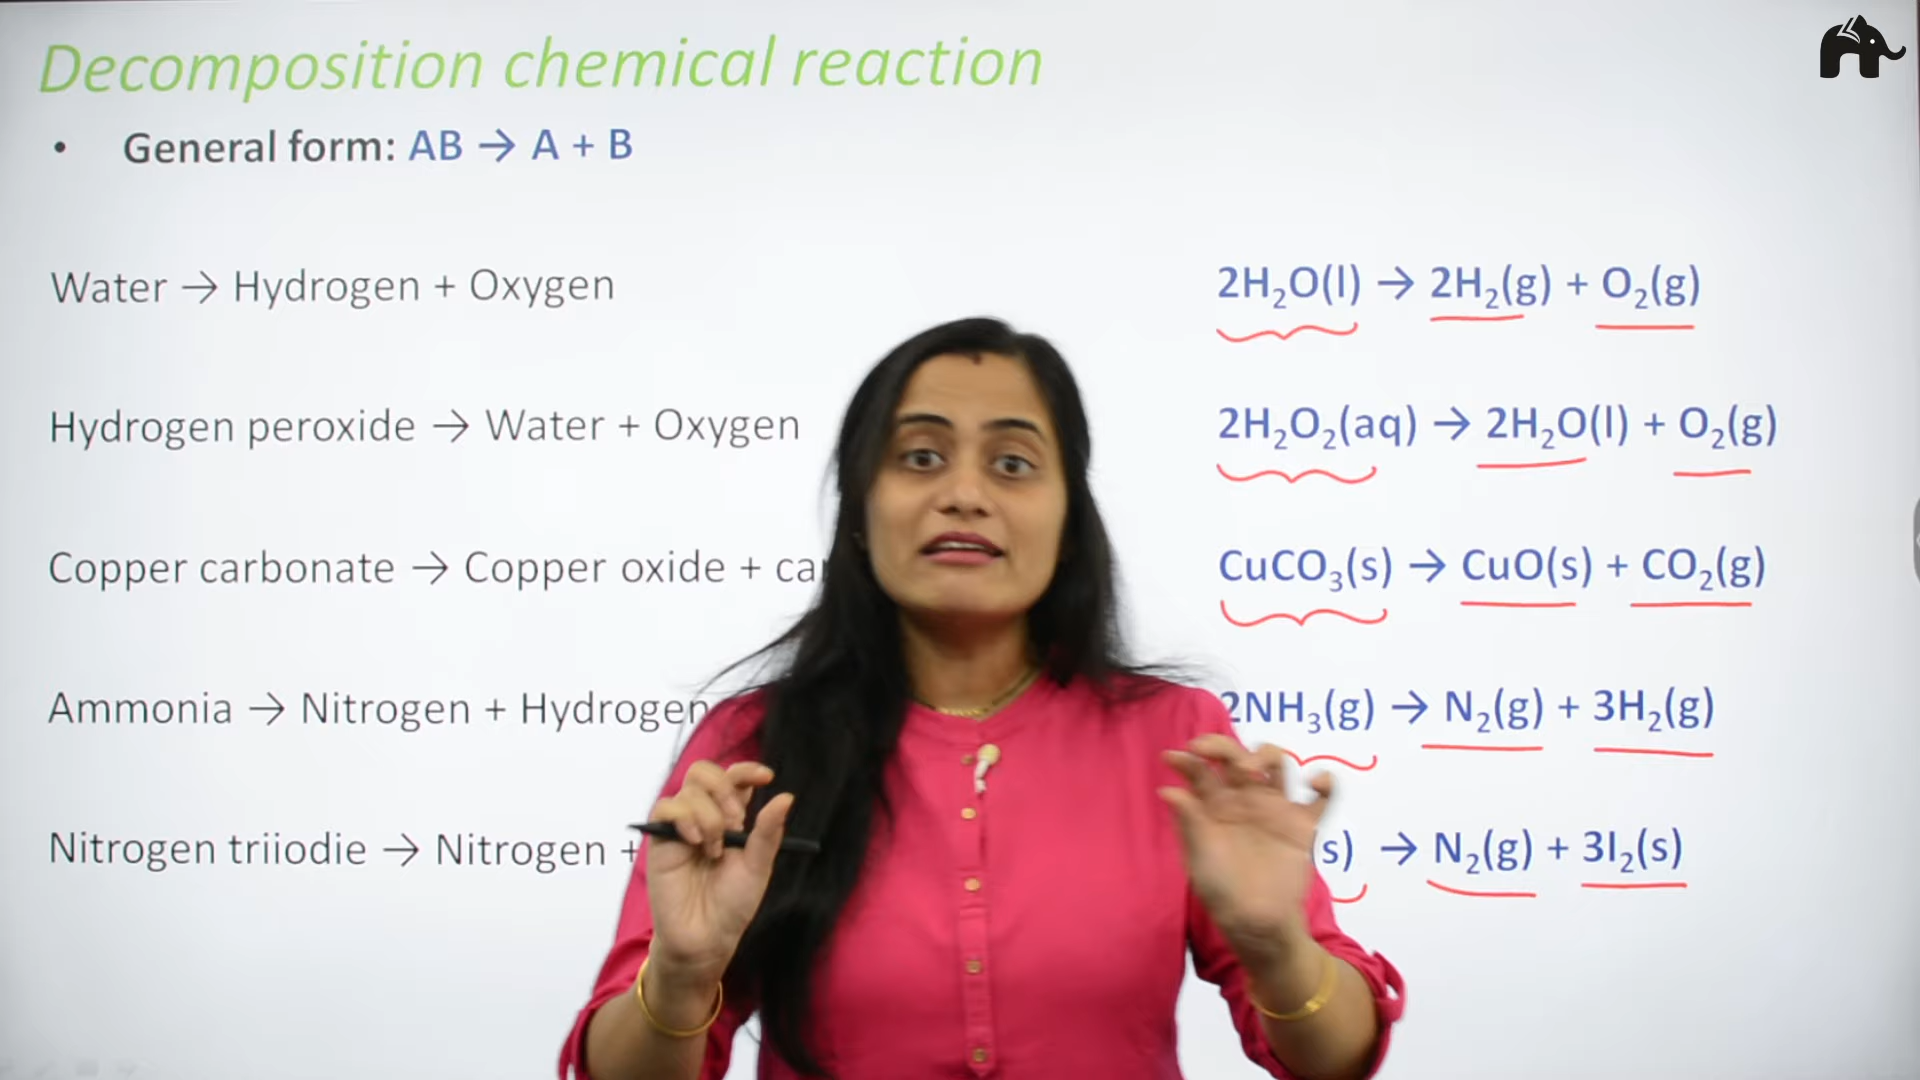 Decomposition chemical reaction
• General form: AB → A + B
Water → Hydrogen + Oxygen 2H₂O(l) → 2H₂(g) + O₂(g)
Hydrogen peroxide → Water + Oxygen 2H₂O₂(aq) → 2H₂O(l) + O₂(g)
Copper carbonate → Copper oxide + CuCO₃(s) → CuO(s) + CO₂(g)
Ammonia → Nitrogen + Hydrogen 2NH₃(g) → N₂(g) + 3H₂(g)
Nitrogen triiodie → Nitrogen + (s) → N₂(g) + 3I₂(s)